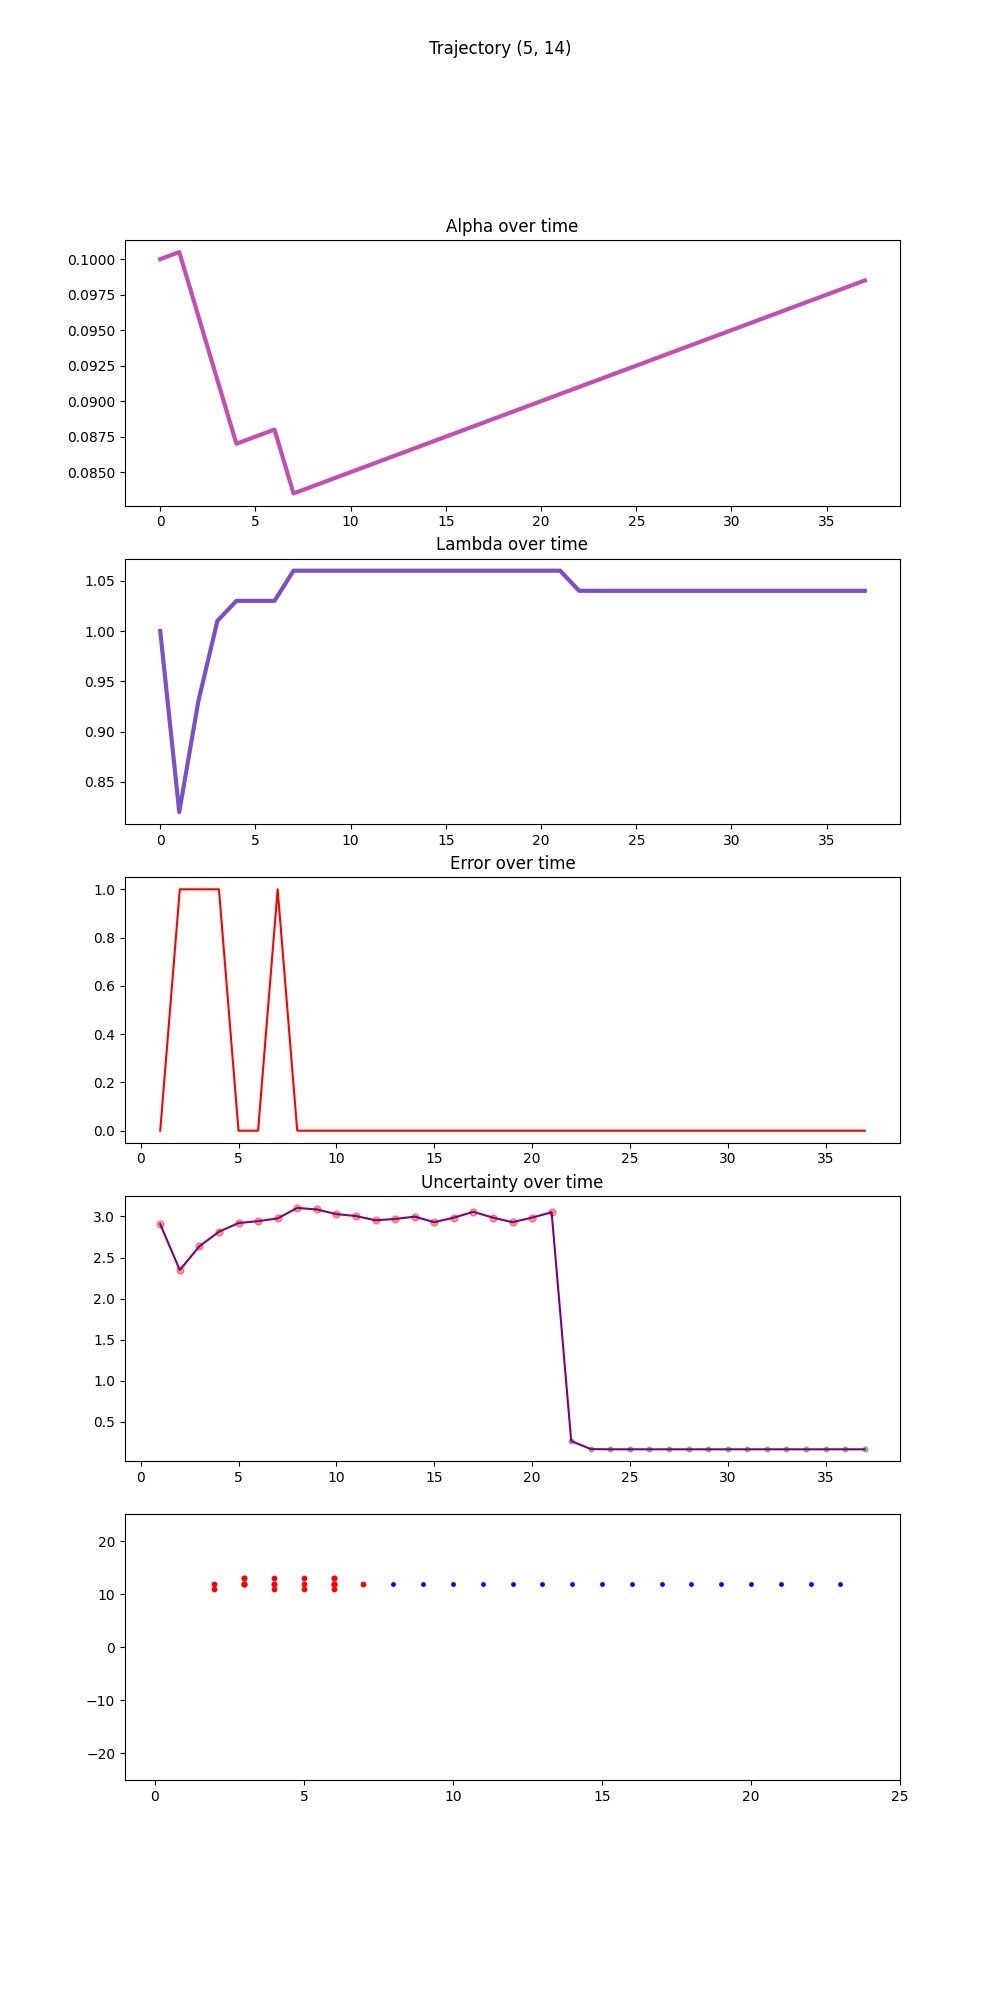 Trajectory (5, 14)
Alpha over time
0.1000
0.0975
0.0950
0.0925
0.0900
0.0875
0.0850
0 5 10 15 20 25 30 35
Lambda over time
1.05
1.00
0.95
0.90
0.85
0 5 10 15 20 25 30 35
Error over time
1.0
0.8
0.6
0.4
0.2
0.0
0 5 10 15 20 25 30 35
Uncertainty over time
3.0
2.5
2.0
1.5
1.0
0.5
0 5 10 15 20 25 30 35
20
10
0
−10
−20
0 5 10 15 20 25